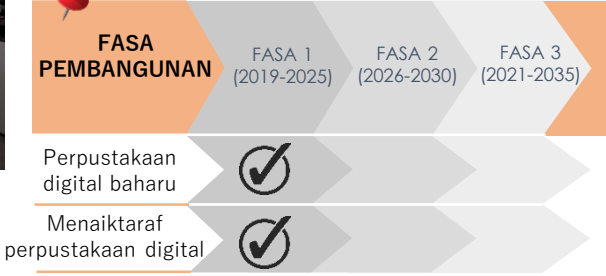 FASA
PEMBANGUNAN
FASA 1
(2019-2025)
FASA 2
(2026-2030)
FASA 3
(2021-2035)
Perpustakaan
digital baharu
Menaiktaraf
perpustakaan digital